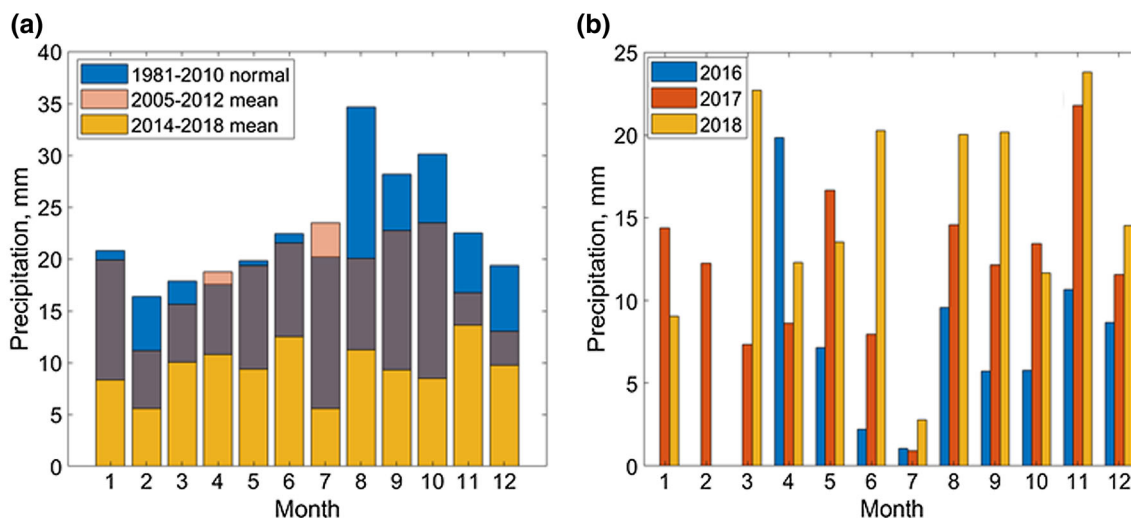 (a)
40
35
30
25
20
15
10
5
0
Precipitation, mm
1981-2010 normal
2005-2012 mean
2014-2018 mean
1 2 3 4 5 6 7 8 9 10 11 12
Month
(b)
25
20
15
10
5
0
Precipitation, mm
2016
2017
2018
1 2 3 4 5 6 7 8 9 10 11 12
Month